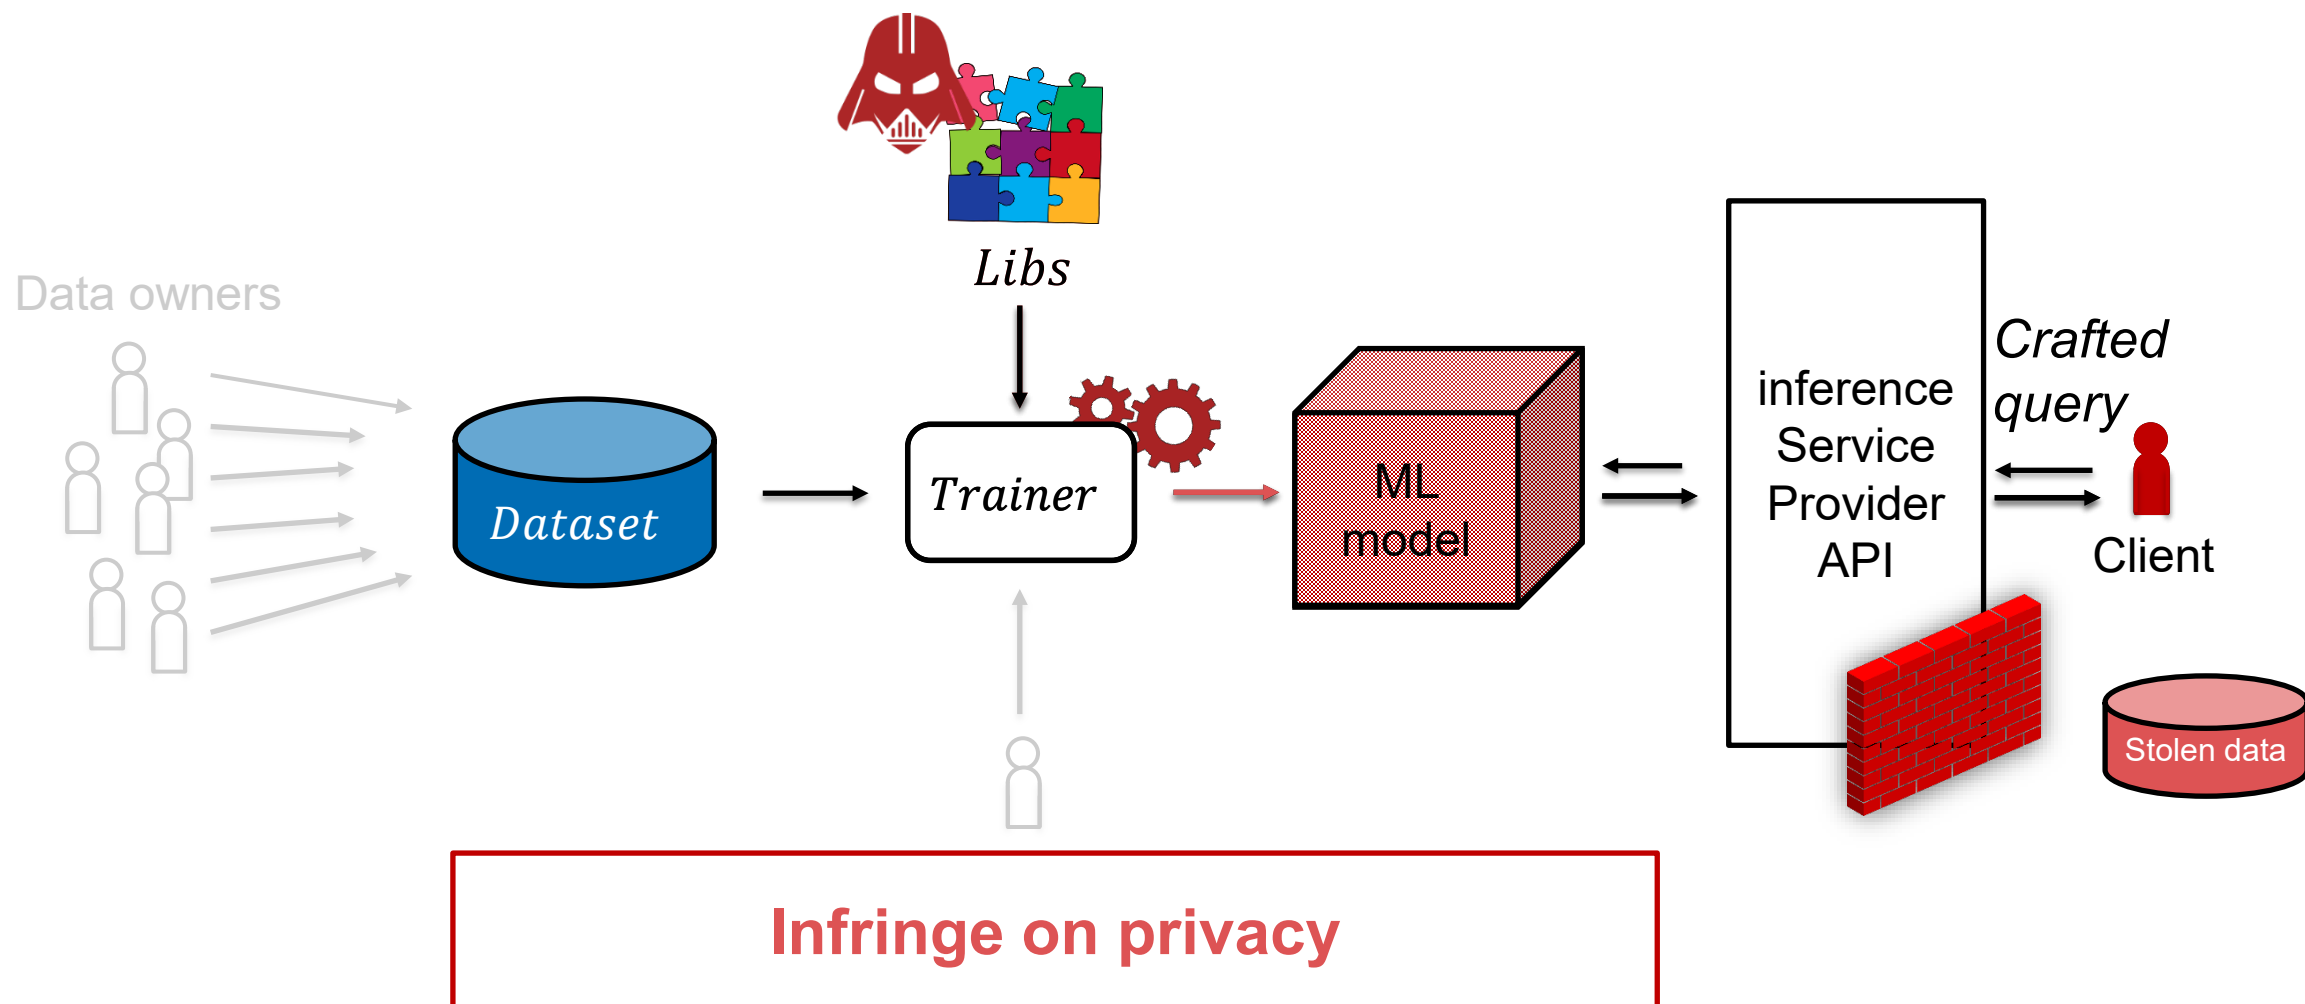 Libs
Data owners
Dataset
Trainer
ML
model
inference
Service
Provider
API
Crafted
query
Client
Stolen data
Infringe on privacy